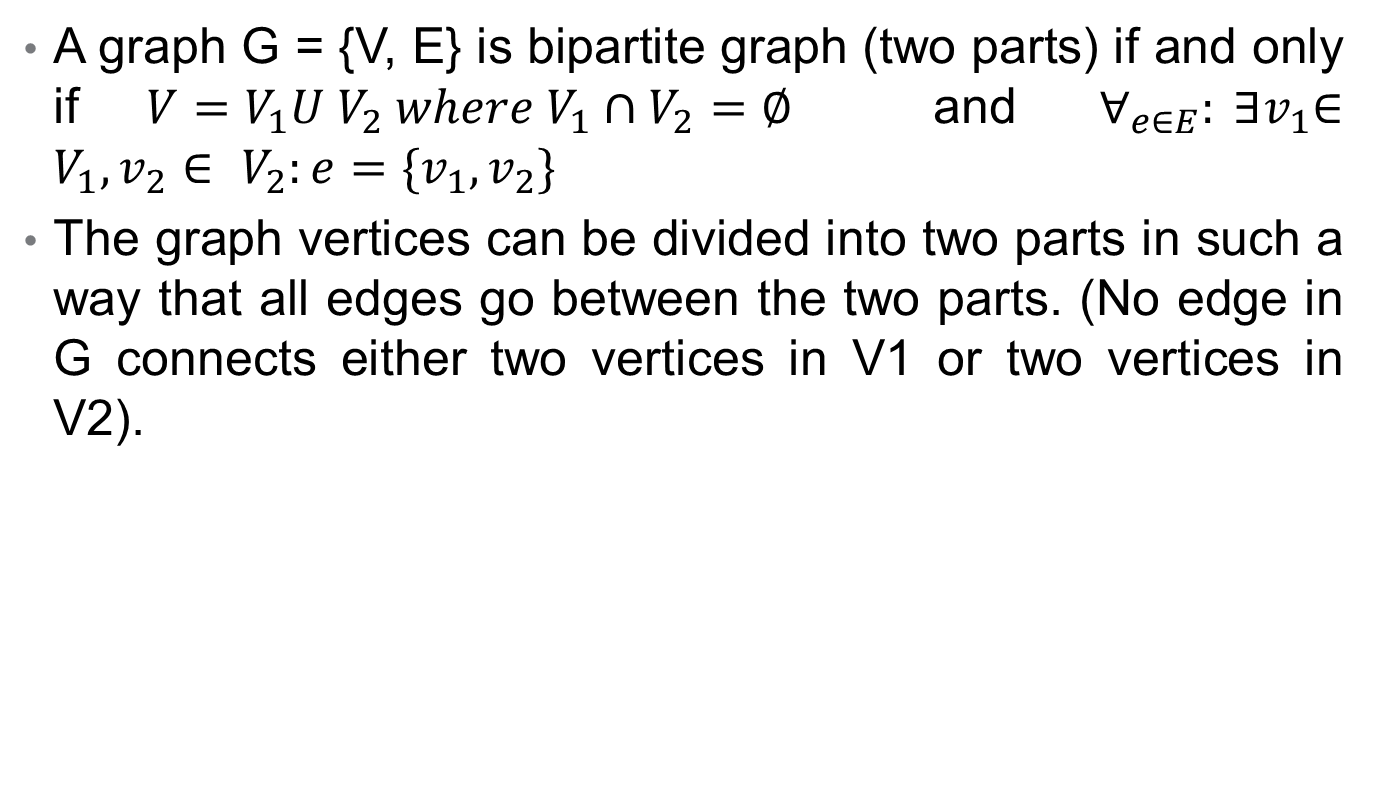 • A graph G = {V, E} is bipartite graph (two parts) if and only
if V = V₁U V₂ where V₁ ∩ V₂ = ∅ and ∀ₑ∈E: ∃v₁∈
V₁, v₂ ∈ V₂: e = {v₁, v₂}
• The graph vertices can be divided into two parts in such a
way that all edges go between the two parts. (No edge in
G connects either two vertices in V1 or two vertices in
V2).